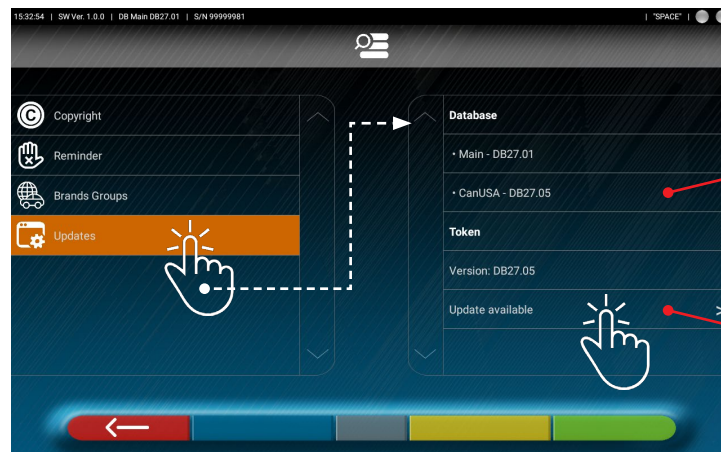 15:32:54 | SW Ver. 1.0.0 | DB Main DB27.01 | S/N 99999981 | "SPACE" |
Copyright
Reminder
Brands Groups
Updates
Database
• Main - DB27.01
• CanUSA - DB27.05
Token
Version: DB27.05
Update available >